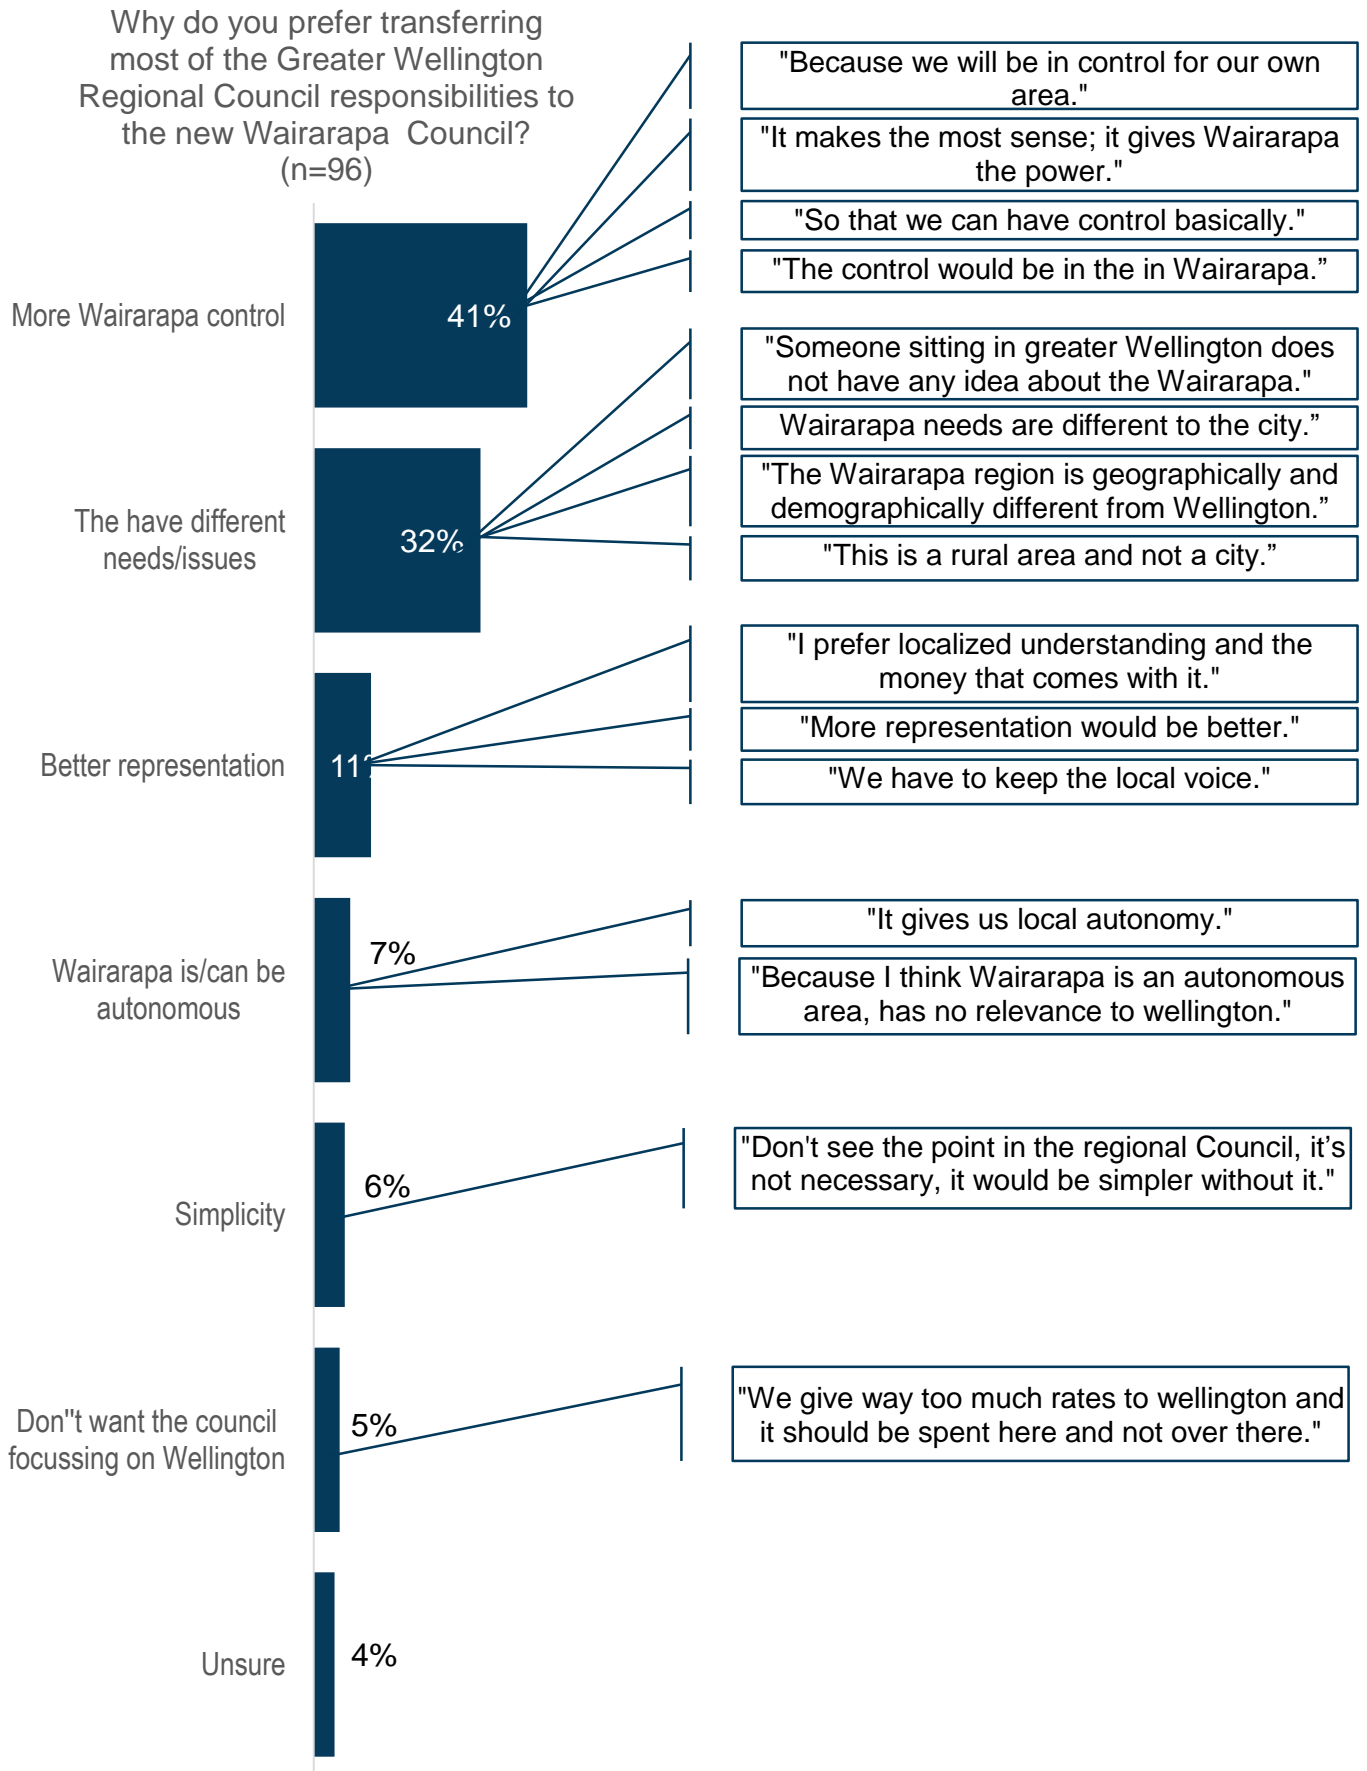 Why do you prefer transferring
most of the Greater Wellington
Regional Council responsibilities to
the new Wairarapa Council?
(n=96)
"Because we will be in control for our own
area."
"It makes the most sense; it gives Wairarapa
the power."
"So that we can have control basically."
"The control would be in the in Wairarapa.”
More Wairarapa control
41%
"Someone sitting in greater Wellington does
not have any idea about the Wairarapa."
Wairarapa needs are different to the city.”
"The Wairarapa region is geographically and
demographically different from Wellington.”
"This is a rural area and not a city.”
The have different
needs/issues
32%
"I prefer localized understanding and the
money that comes with it."
"More representation would be better."
"We have to keep the local voice."
Better representation
11%
"It gives us local autonomy."
"Because I think Wairarapa is an autonomous
area, has no relevance to wellington."
Wairarapa is/can be
autonomous
7%
"Don't see the point in the regional Council, it’s
not necessary, it would be simpler without it."
Simplicity
6%
"We give way too much rates to wellington and
it should be spent here and not over there."
Don"t want the council
focussing on Wellington
5%
Unsure
4%